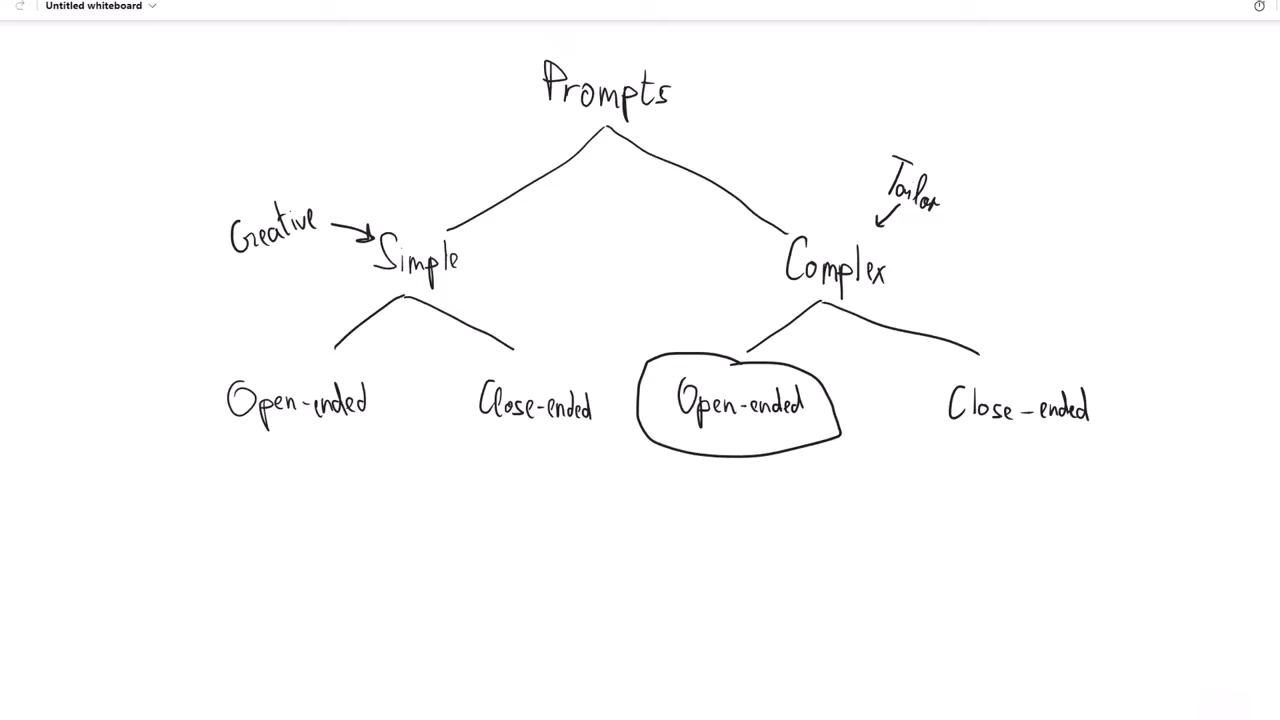 Untitled whiteboard
Prompts
Tailor
Creative
Simple
Complex
Open-ended
Close-ended
Open-ended
Close-ended